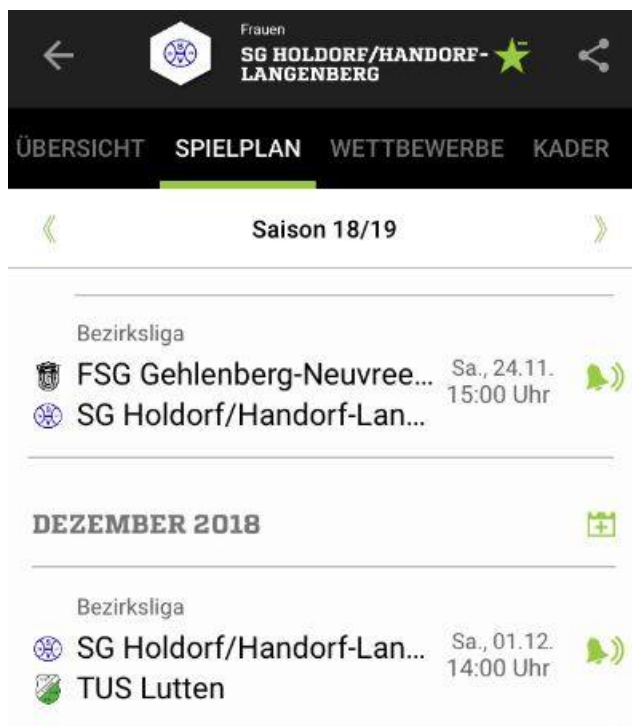 Frauen
SG HOLDORF/HANDORF-
LANGENBERG
ÜBERSICHT SPIELPLAN WETTBEWERBE KADER
Saison 18/19
Bezirksliga
FSG Gehlenberg-Neuvree... Sa., 24.11.
SG Holdorf/Handorf-Lan... 15:00 Uhr
DEZEMBER 2018
Bezirksliga
SG Holdorf/Handorf-Lan... Sa., 01.12.
TUS Lutten 14:00 Uhr